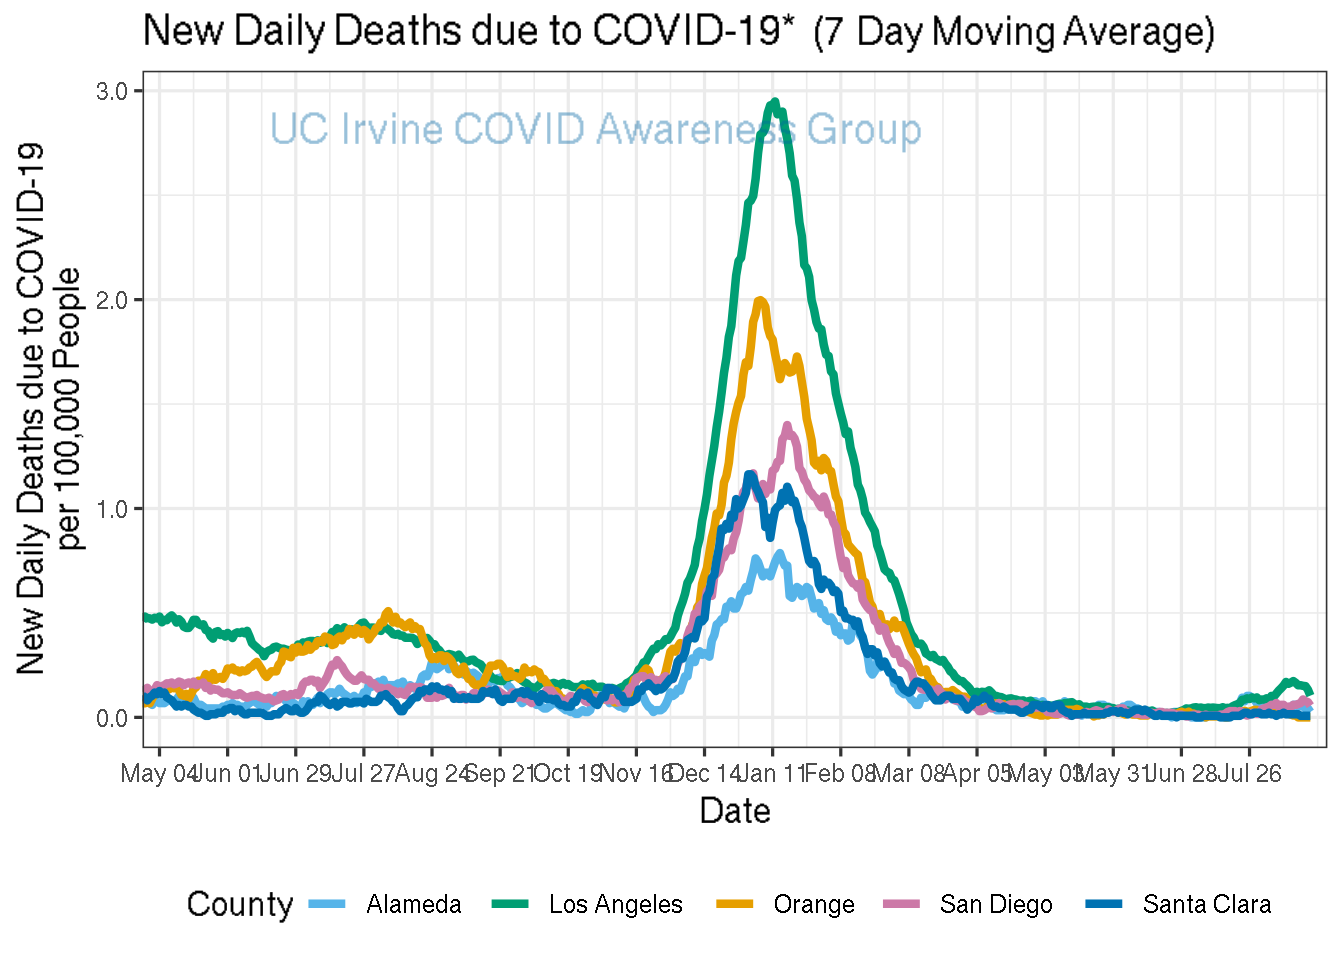 New Daily Deaths due to COVID-19* (7 Day Moving Average)
UC Irvine COVID Awareness Group
New Daily Deaths due to COVID-19
per 100,000 People
3.0
2.0
1.0
0.0
May 04 Jun 01 Jun 29 Jul 27 Aug 24 Sep 21 Oct 19 Nov 16 Dec 14 Jan 11 Feb 08 Mar 08 Apr 05 May 03 May 31 Jun 28 Jul 26
Date
County Alameda Los Angeles Orange San Diego Santa Clara